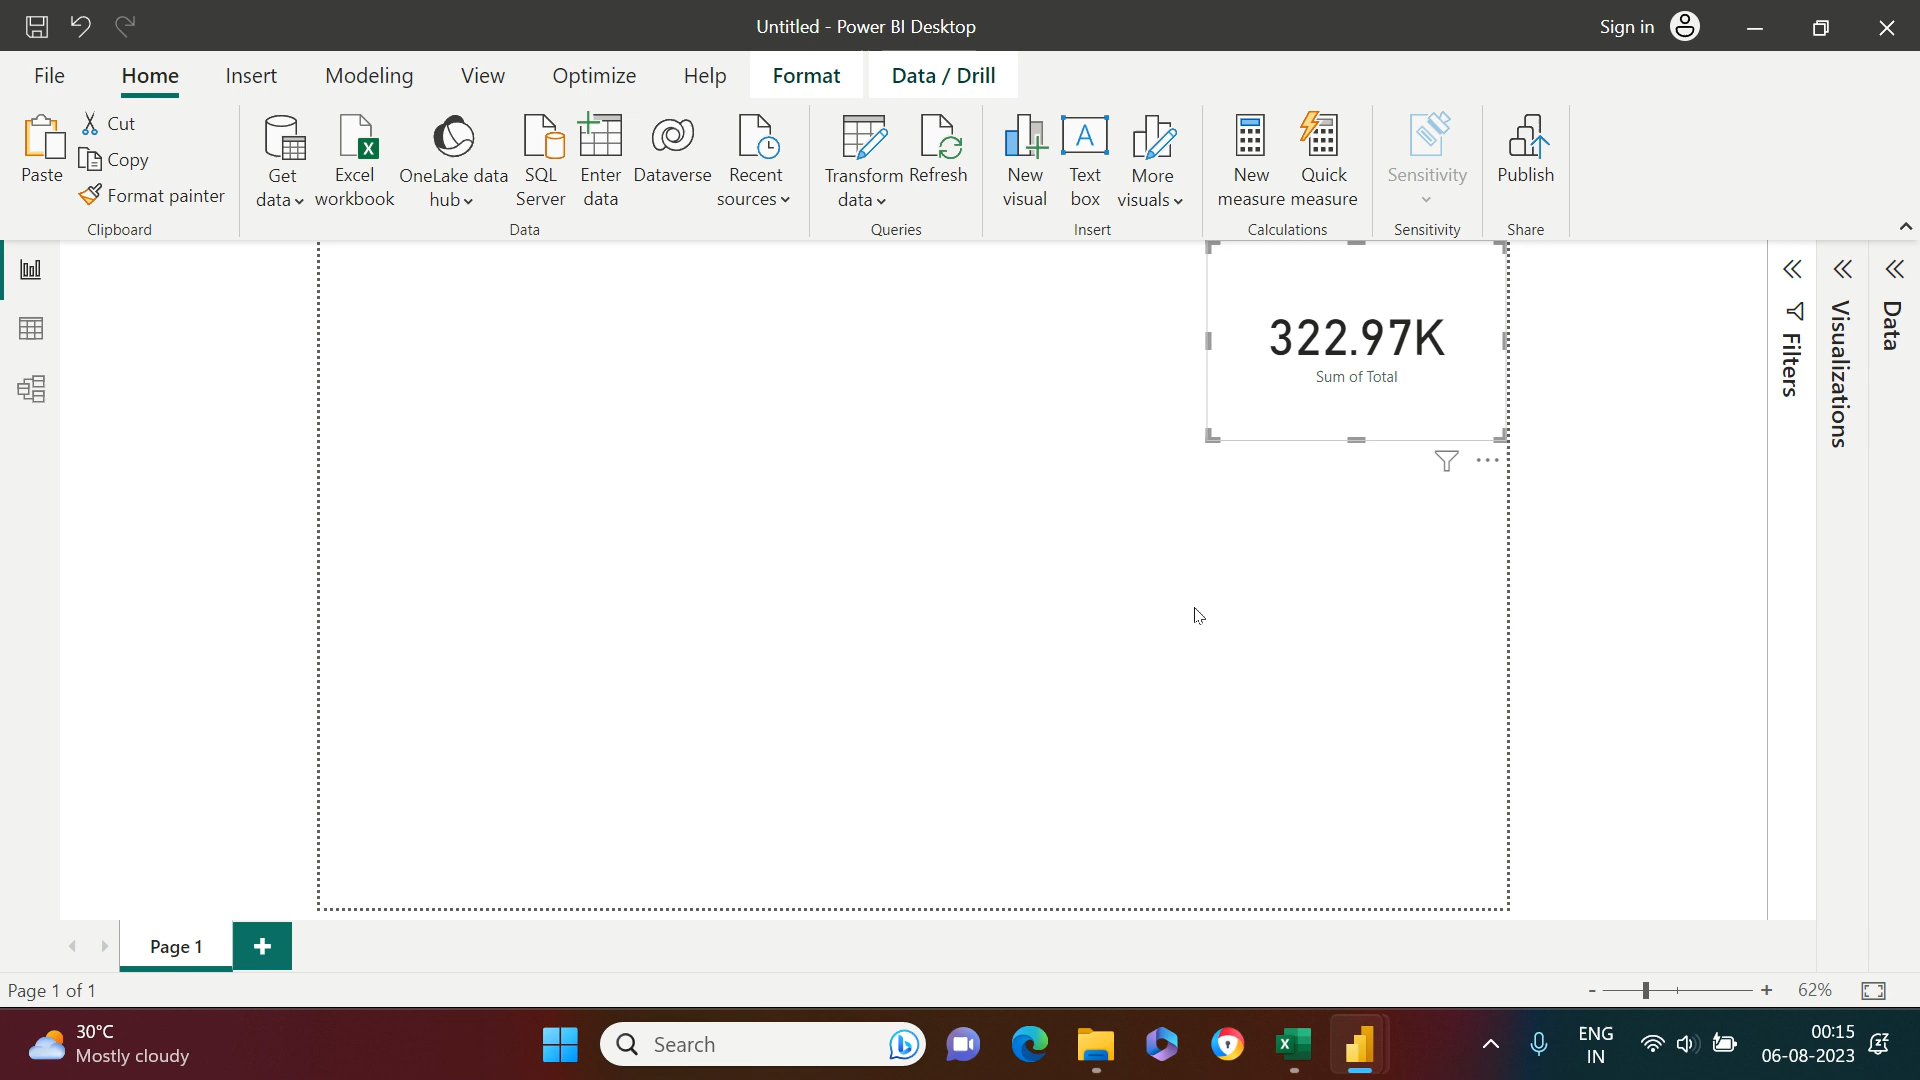 Untitled - Power BI Desktop
Sign in
File Home Insert Modeling View Optimize Help Format Data / Drill
Paste
Cut
Copy
Format painter
Clipboard
Get
data
Excel
workbook
OneLake data
hub
SQL
Server
Enter
data
Dataverse
Recent
sources
Data
Transform
data
Refresh
Queries
New
visual
Text
box
More
visuals
Insert
New
measure
Quick
measure
Calculations
Sensitivity
Sensitivity
Publish
Share
322.97K
Sum of Total
Filters
Visualizations
Data
Page 1
Page 1 of 1
- + 62%
30°C
Mostly cloudy
Search
ENG
IN
00:15
06-08-2023